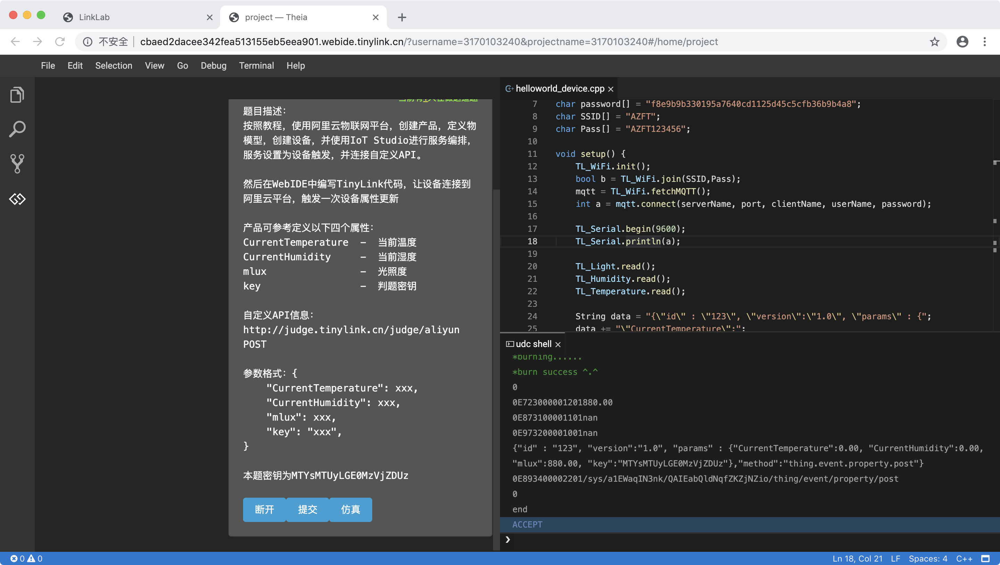 LinkLab
project — Theia
不安全
cbaed2dacee342fea513155eb5eea901.webide.tinylink.cn/?username=3170103240&projectname=3170103240#/home/project
File Edit Selection View Go Debug Terminal Help
题目描述：
按照教程，使用阿里云物联网平台，创建产品，定义物
模型，创建设备，并使用IoT Studio进行服务编排，
服务设置为设备触发，并连接自定义API。
然后在WebIDE中编写TinyLink代码，让设备连接到
阿里云平台，触发一次设备属性更新
产品可参考定义以下四个属性：
CurrentTemperature － 当前温度
CurrentHumidity － 当前湿度
mlux － 光照度
key － 判题密钥
自定义API信息：
http://judge.tinylink.cn/judge/aliyun
POST
参数格式：{
"CurrentTemperature": xxx,
"CurrentHumidity": xxx,
"mlux": xxx,
"key": "xxx",
}
本题密钥为MTYsMTUyLGE0MzVjZDUz
断开 提交 仿真
helloworld_device.cpp
7 char password[] = "f8e9b9b330195a7640cd1125d45c5cfb36b9b4a8";
8 char SSID[] = "AZFT";
9 char Pass[] = "AZFT123456";
10
11 void setup() {
12 TL_WiFi.init();
13 bool b = TL_WiFi.join(SSID,Pass);
14 mqtt = TL_WiFi.fetchMQTT();
15 int a = mqtt.connect(serverName, port, clientName, userName, password);
16
17 TL_Serial.begin(9600);
18 TL_Serial.println(a);
19
20 TL_Light.read();
21 TL_Humidity.read();
22 TL_Temperature.read();
23
24 String data = "{\"id\" : \"123\", \"version\":\"1.0\", \"params\" : {";
25 data += "\"CurrentTemperature\":";
udc shell
*burning......
*burn success ^.^
0
0E723000001201880.00
0E873100001101nan
0E973200001001nan
{"id" : "123", "version":"1.0", "params" : {"CurrentTemperature":0.00, "CurrentHumidity":0.00,
"mlux":880.00, "key":"MTYsMTUyLGE0MzVjZDUz"},"method":"thing.event.property.post"}
0E893400002201/sys/a1EWaqIN3nk/QAIEabQldNqfZKZjNZio/thing/event/property/post
0
end
ACCEPT
❯
0 0
Ln 18, Col 21 LF Spaces: 4 C++